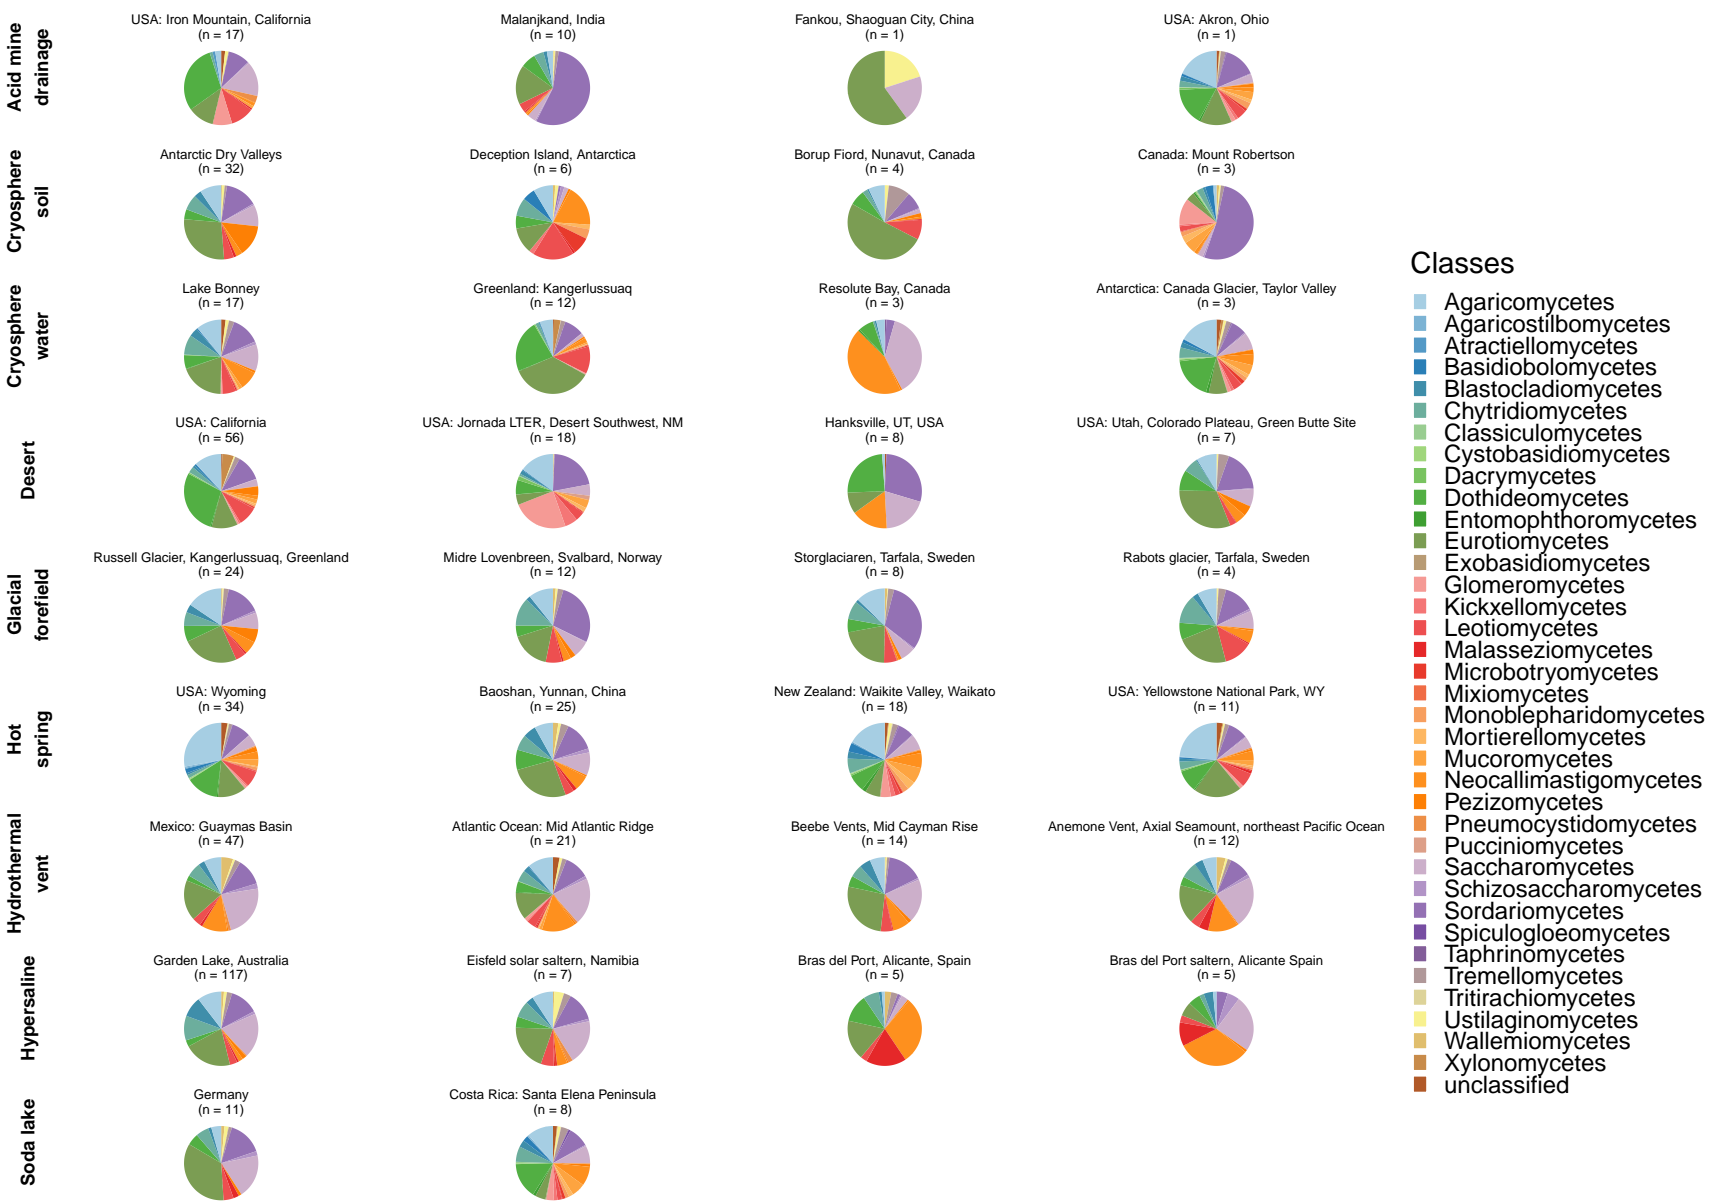 Acid mine
drainage
USA: Iron Mountain, California
(n = 17)
Malanjkand, India
(n = 10)
Fankou, Shaoguan City, China
(n = 1)
USA: Akron, Ohio
(n = 1)
Cryosphere
soil
Antarctic Dry Valleys
(n = 32)
Deception Island, Antarctica
(n = 6)
Borup Fiord, Nunavut, Canada
(n = 4)
Canada: Mount Robertson
(n = 3)
Cryosphere
water
Lake Bonney
(n = 17)
Greenland: Kangerlussuaq
(n = 12)
Resolute Bay, Canada
(n = 3)
Antarctica: Canada Glacier, Taylor Valley
(n = 3)
Desert
USA: California
(n = 56)
USA: Jornada LTER, Desert Southwest, NM
(n = 18)
Hanksville, UT, USA
(n = 8)
USA: Utah, Colorado Plateau, Green Butte Site
(n = 7)
Glacial
forefield
Russell Glacier, Kangerlussuaq, Greenland
(n = 24)
Midre Lovenbreen, Svalbard, Norway
(n = 12)
Storglaciaren, Tarfala, Sweden
(n = 8)
Rabots glacier, Tarfala, Sweden
(n = 4)
Hot
spring
USA: Wyoming
(n = 34)
Baoshan, Yunnan, China
(n = 25)
New Zealand: Waikite Valley, Waikato
(n = 18)
USA: Yellowstone National Park, WY
(n = 11)
Hydrothermal
vent
Mexico: Guaymas Basin
(n = 47)
Atlantic Ocean: Mid Atlantic Ridge
(n = 21)
Beebe Vents, Mid Cayman Rise
(n = 14)
Anemone Vent, Axial Seamount, northeast Pacific Ocean
(n = 12)
Hypersaline
Garden Lake, Australia
(n = 117)
Eisfeld solar saltern, Namibia
(n = 7)
Bras del Port, Alicante, Spain
(n = 5)
Bras del Port saltern, Alicante Spain
(n = 5)
Soda lake
Germany
(n = 11)
Costa Rica: Santa Elena Peninsula
(n = 8)
Classes
Agaricomycetes
Agaricostilbomycetes
Atractiellomycetes
Basidiobolomycetes
Blastocladiomycetes
Chytridiomycetes
Classiculomycetes
Cystobasidiomycetes
Dacrymycetes
Dothideomycetes
Entomophthoromycetes
Eurotiomycetes
Exobasidiomycetes
Glomeromycetes
Kickxellomycetes
Leotiomycetes
Malasseziomycetes
Microbotryomycetes
Mixiomycetes
Monoblepharidomycetes
Mortierellomycetes
Mucoromycetes
Neocallimastigomycetes
Pezizomycetes
Pneumocystidomycetes
Pucciniomycetes
Saccharomycetes
Schizosaccharomycetes
Sordariomycetes
Spiculogloeomycetes
Taphrinomycetes
Tremellomycetes
Tritirachiomycetes
Ustilaginomycetes
Wallemiomycetes
Xylonomycetes
unclassified